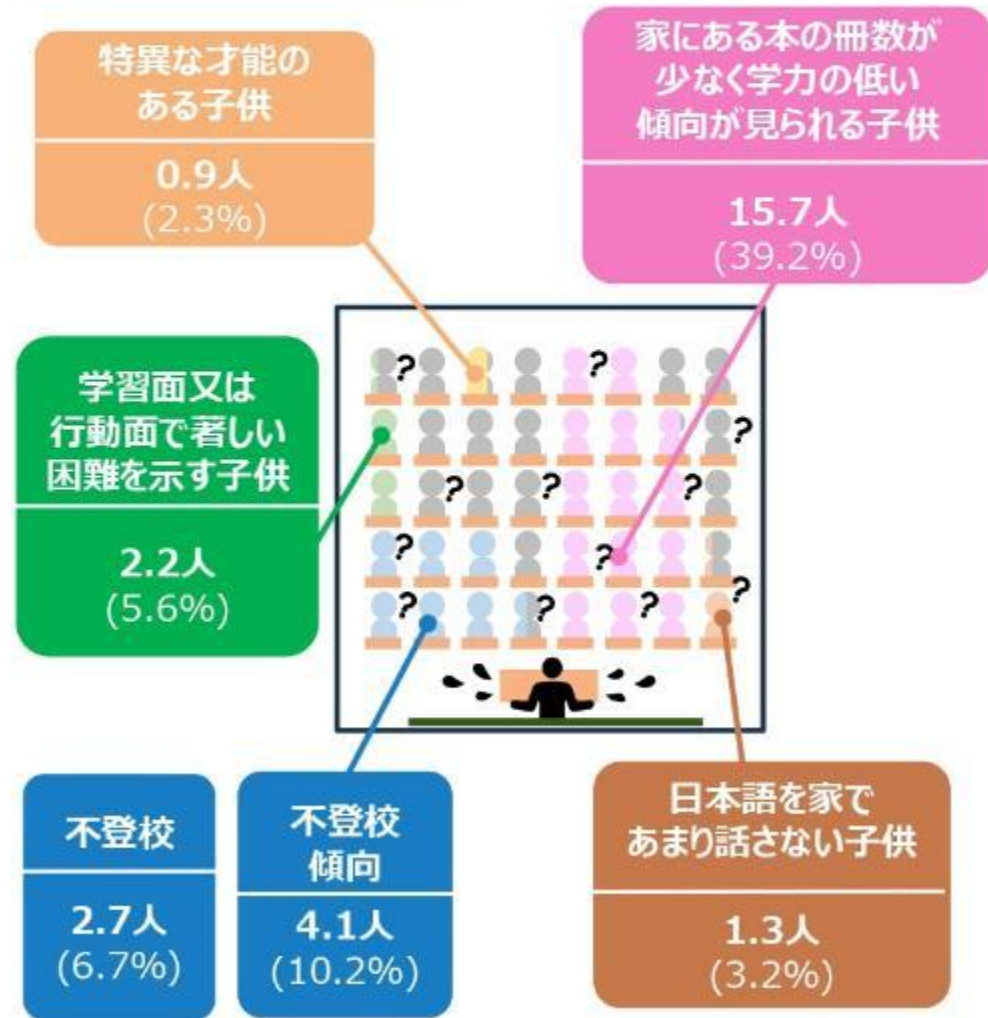 特異な才能の
ある子供
0.9人
(2.3%)
家にある本の冊数が
少なく学力の低い
傾向が見られる子供
15.7人
(39.2%)
学習面又は
行動面で著しい
困難を示す子供
2.2人
(5.6%)
?
?
?
?
?
?
?
?
?
?
?
?
不登校
2.7人
(6.7%)
不登校
傾向
4.1人
(10.2%)
日本語を家で
あまり話さない子供
1.3人
(3.2%)